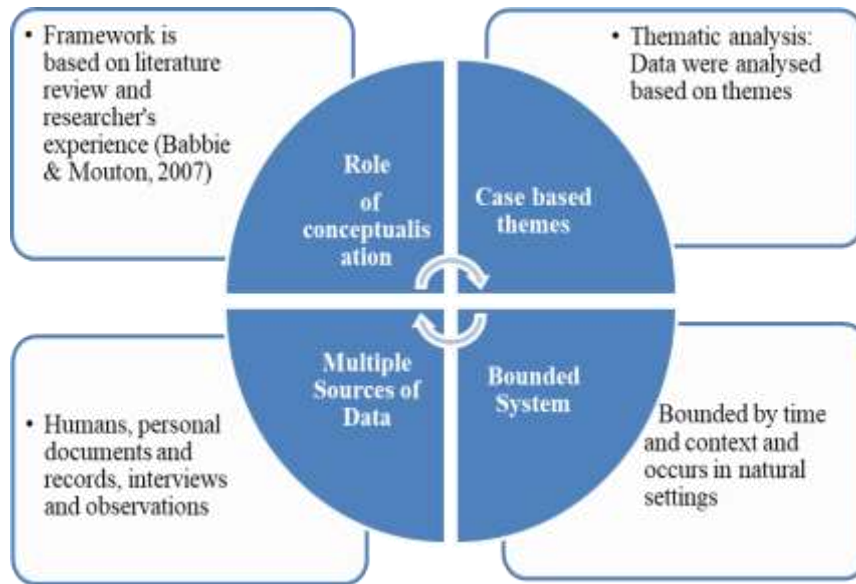 • Framework is
based on literature
review and
researcher's
experience (Babbie
& Mouton, 2007)
• Thematic analysis:
Data were analysed
based on themes
Role
of
conceptualis
ation
Case based
themes
Multiple
Sources of
Data
Bounded
System
• Humans, personal
documents and
records, interviews
and observations
Bounded by time
and context and
occurs in natural
settings